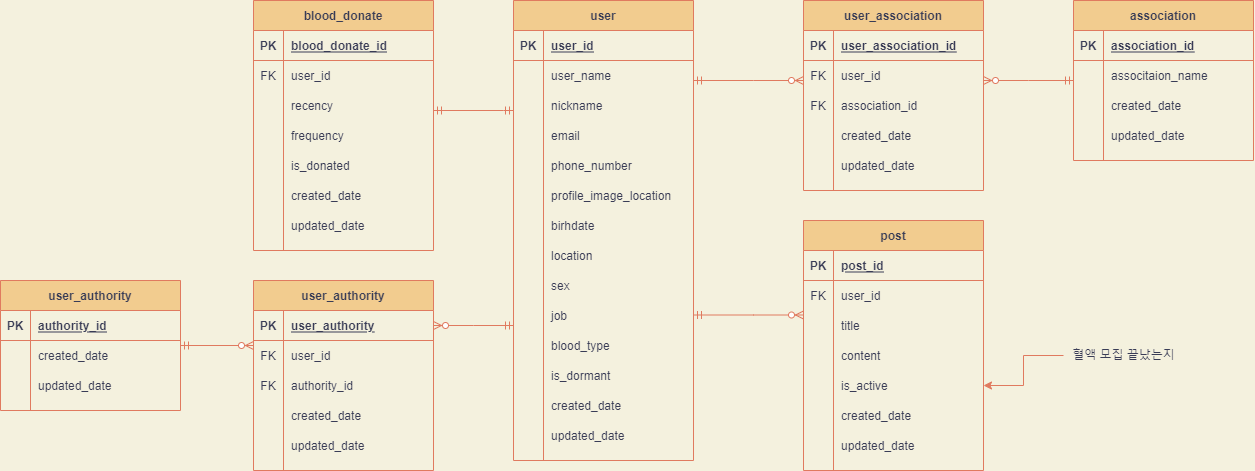 blood_donate
PK blood_donate_id
FK user_id
recency
frequency
is_donated
created_date
updated_date
user
PK user_id
user_name
nickname
email
phone_number
profile_image_location
birhdate
location
sex
job
blood_type
is_dormant
created_date
updated_date
user_association
PK user_association_id
FK user_id
FK association_id
created_date
updated_date
association
PK association_id
associtaion_name
created_date
updated_date
user_authority
PK authority_id
created_date
updated_date
user_authority
PK user_authority
FK user_id
FK authority_id
created_date
updated_date
post
PK post_id
FK user_id
title
content
is_active
created_date
updated_date
혈액 모집 끝났는지